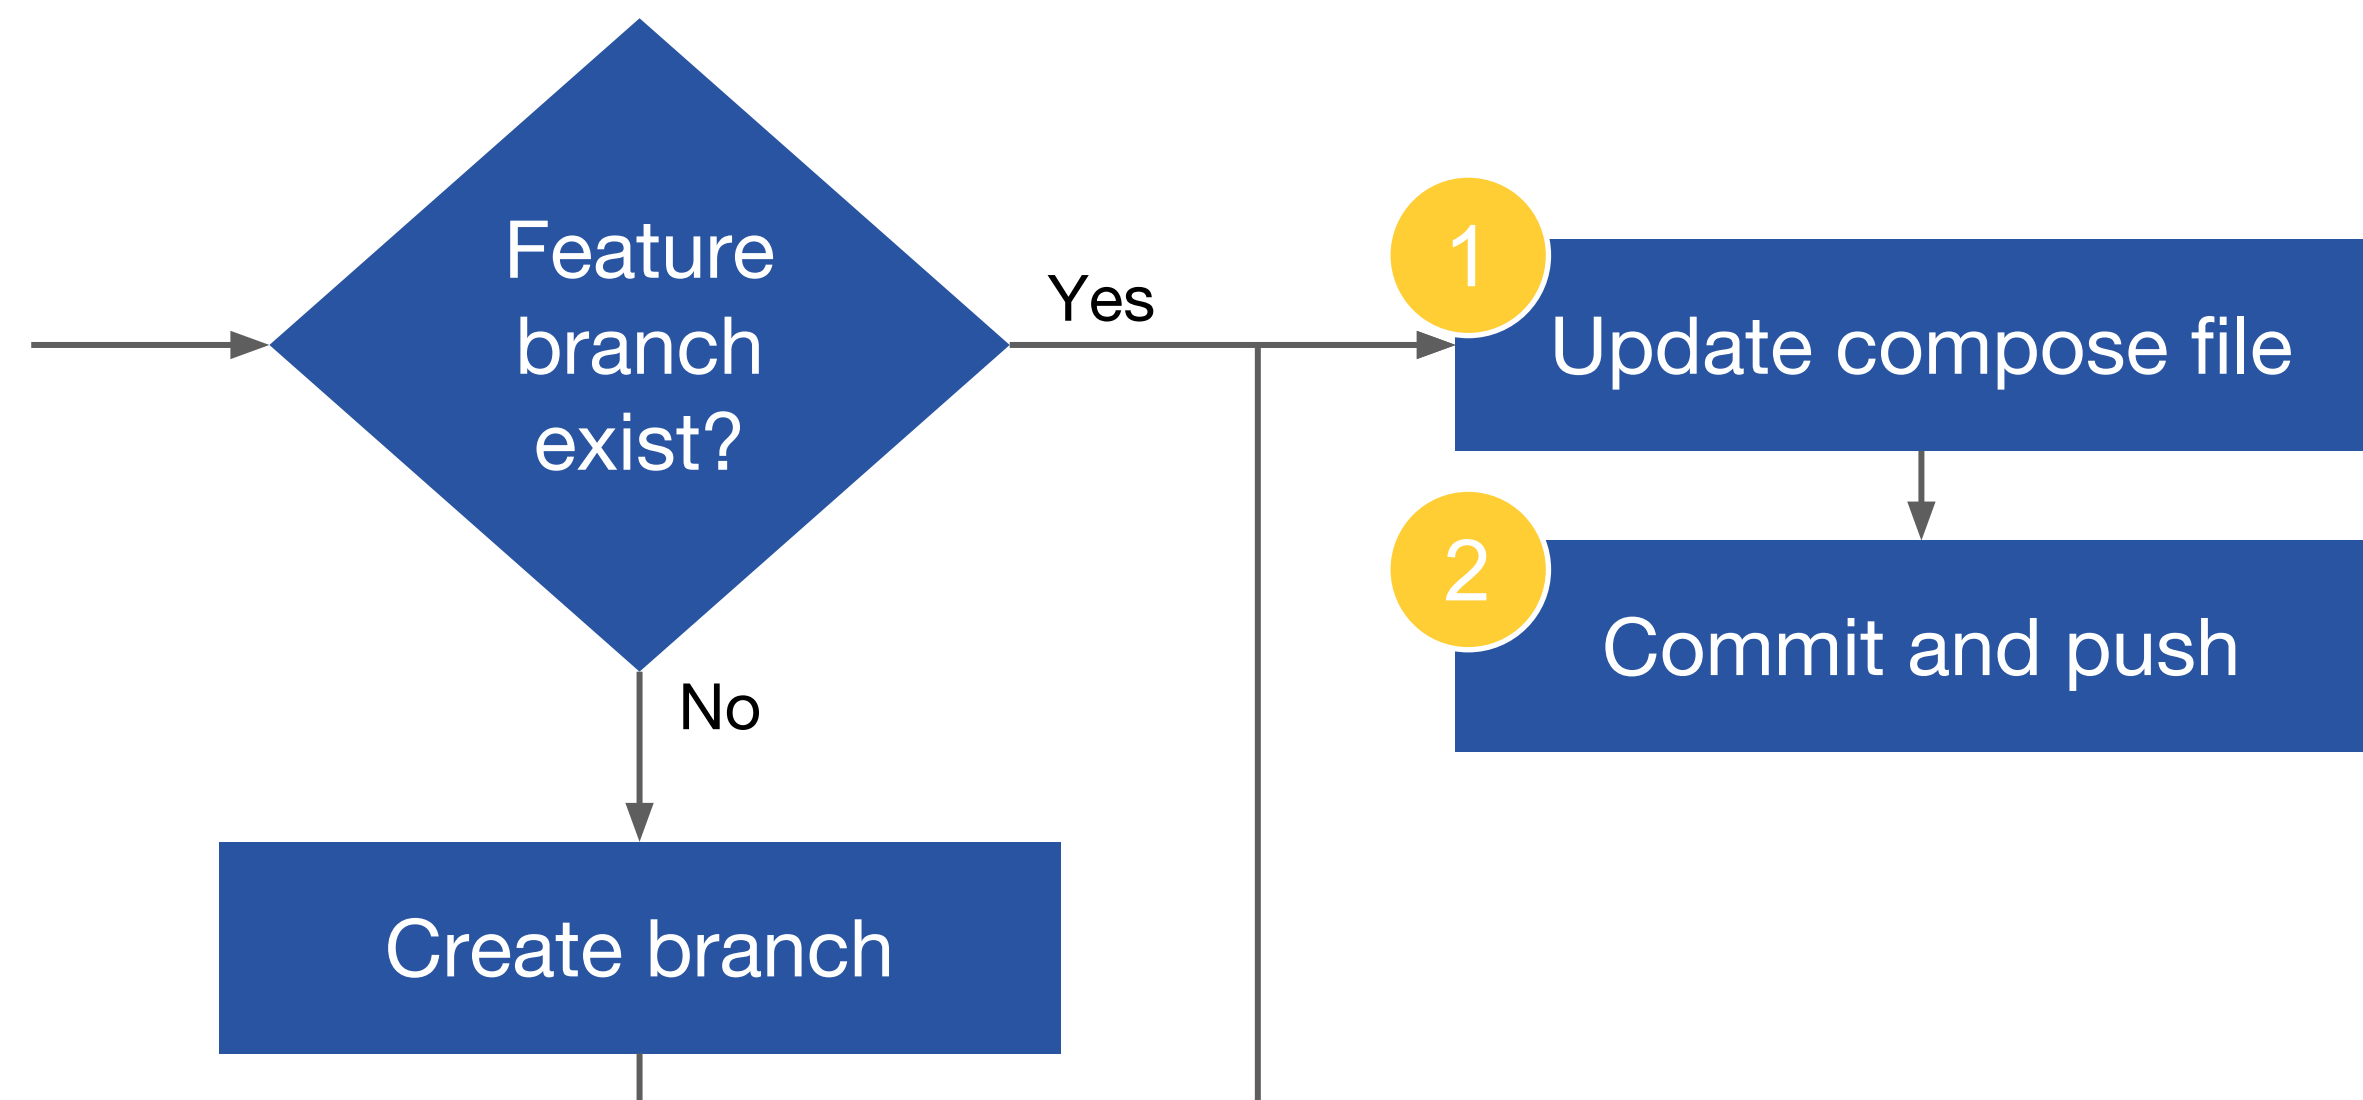 Feature
branch
exist?
Yes
1
Update compose file
2
Commit and push
No
Create branch